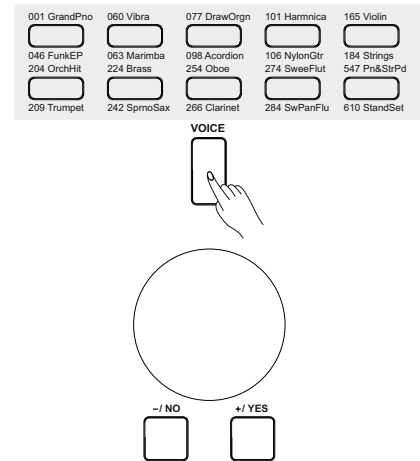 001 GrandPno 060 Vibra 077 DrawOrgn 101 Harmnica 165 Violin
046 FunkEP 063 Marimba 098 Acordion 106 NylonGtr 184 Strings
204 OrchHit 224 Brass 254 Oboe 274 SweeFlut 547 Pn&StrPd
209 Trumpet 242 SprnoSax 266 Clarinet 284 SwPanFlu 610 StandSet
VOICE
–/ NO +/ YES